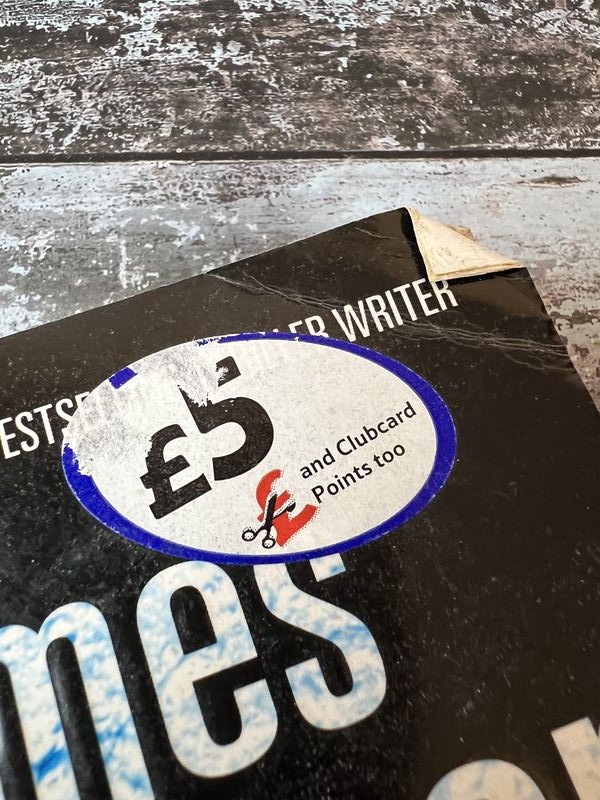 WRITER
£5
and Clubcard
Points too
£
mes